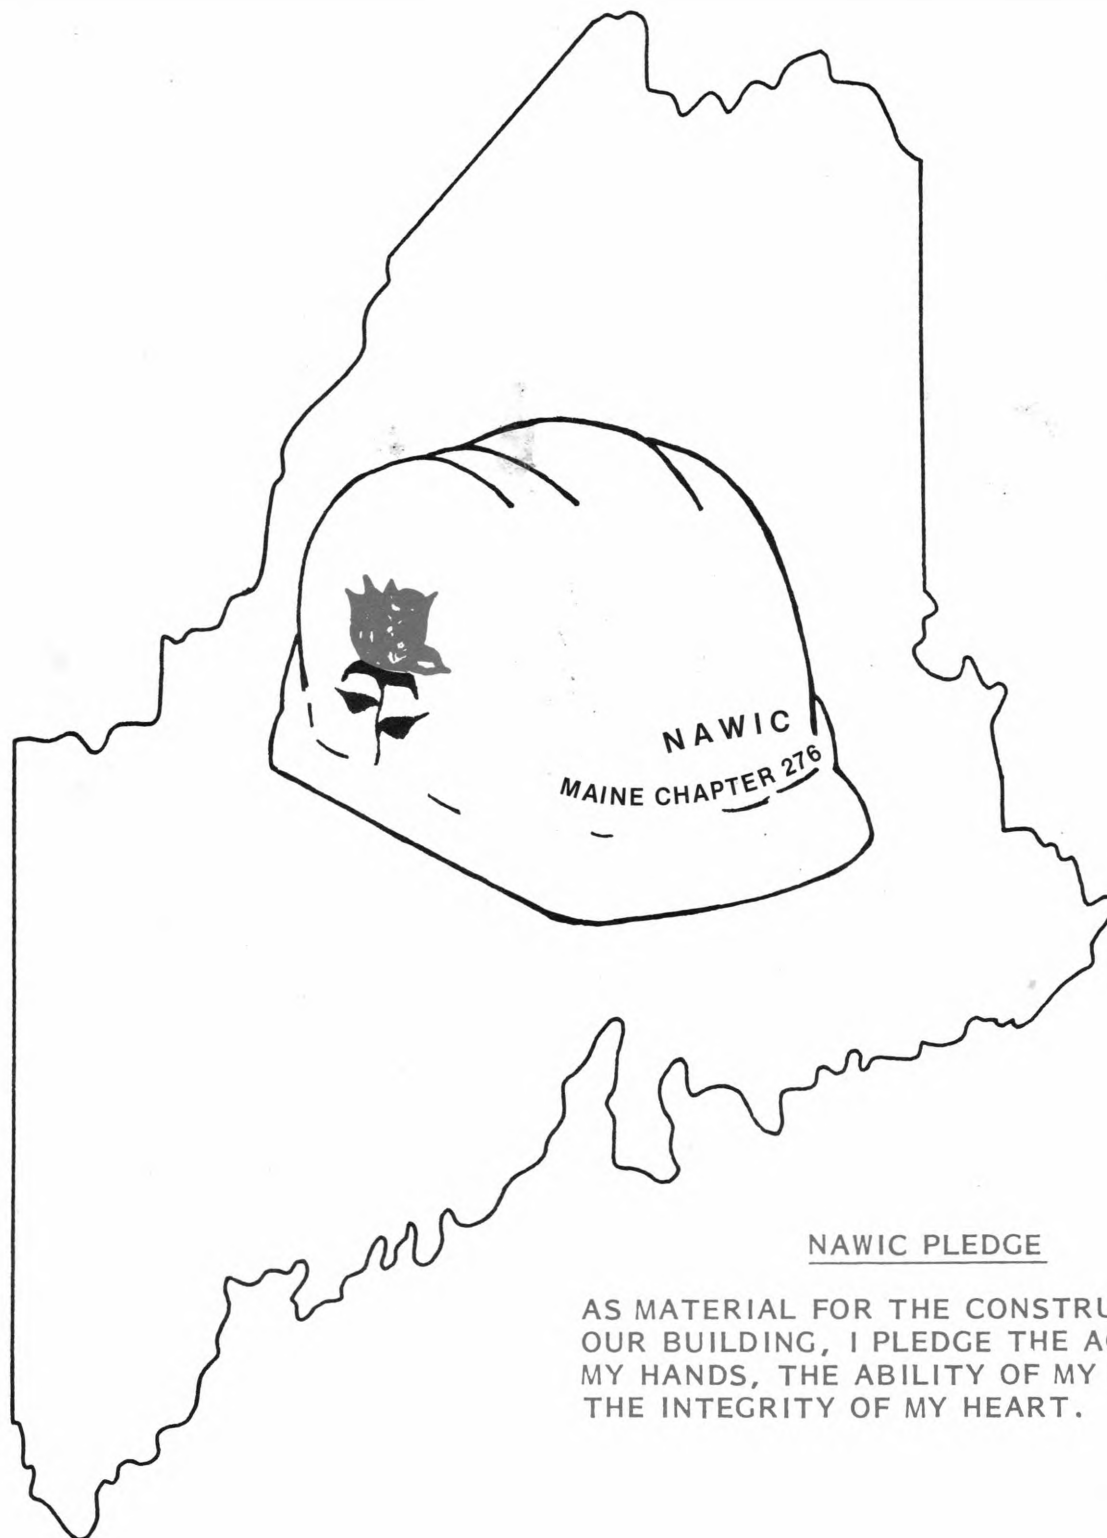 NAWIC
MAINE CHAPTER 276
NAWIC PLEDGE
AS MATERIAL FOR THE CONSTRU
OUR BUILDING, I PLEDGE THE A
MY HANDS, THE ABILITY OF MY
THE INTEGRITY OF MY HEART.